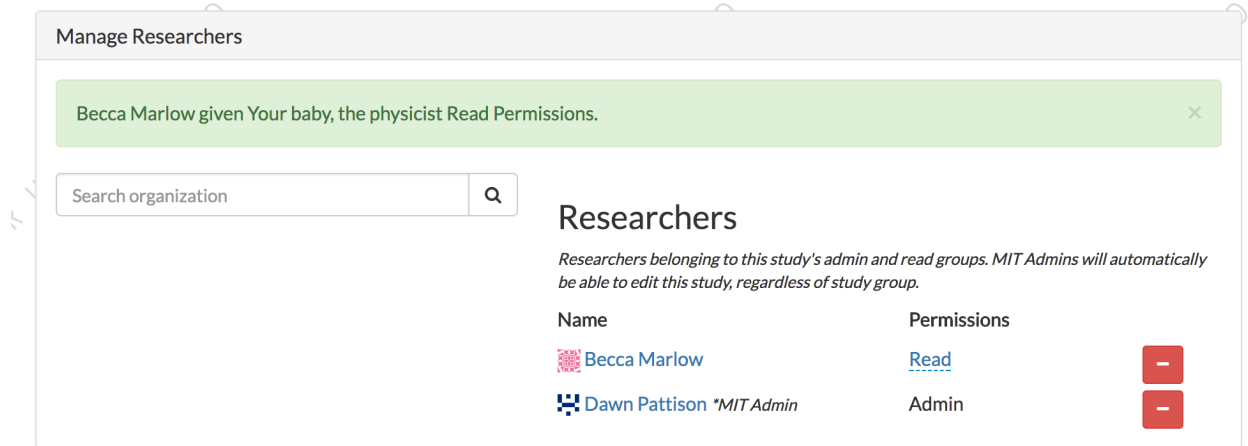 Manage Researchers
Becca Marlow given Your baby, the physicist Read Permissions.
×
Search organization
Researchers
Researchers belonging to this study's admin and read groups. MIT Admins will automatically
be able to edit this study, regardless of study group.
Name Permissions
Becca Marlow Read
Dawn Pattison *MIT Admin Admin